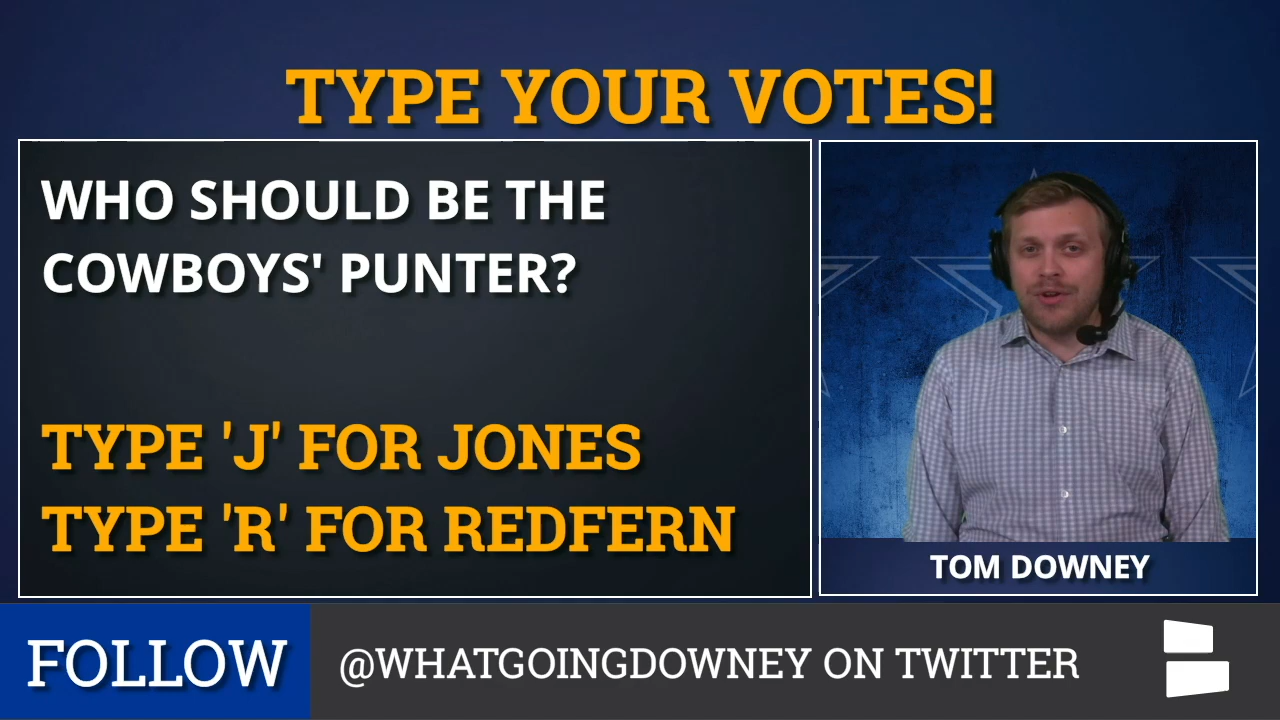 TYPE YOUR VOTES!
WHO SHOULD BE THE
COWBOYS' PUNTER?
TYPE 'J' FOR JONES
TYPE 'R' FOR REDFERN
TOM DOWNEY
FOLLOW
@WHATGOINGDOWNEY ON TWITTER